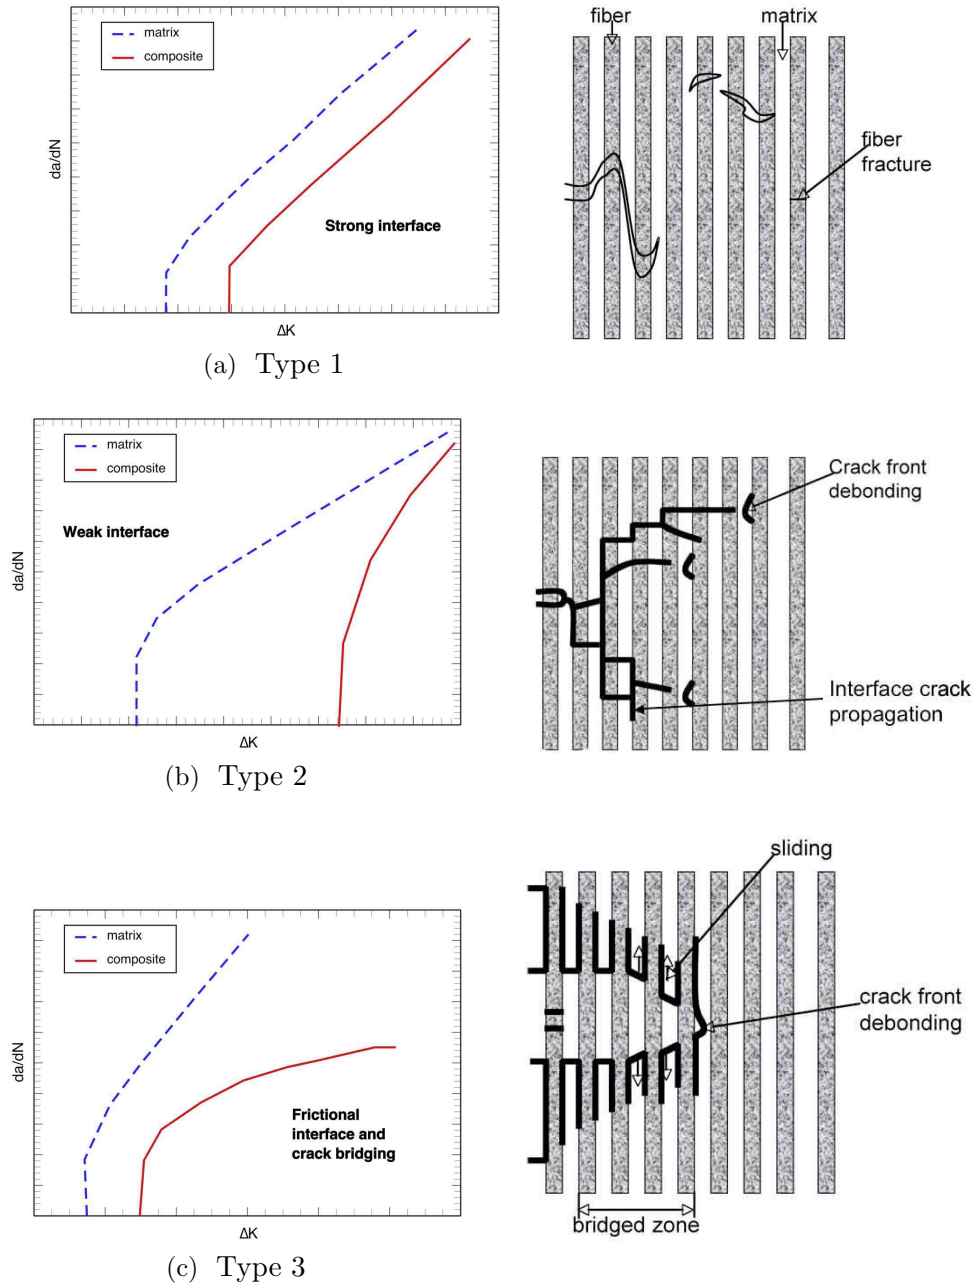 matrix
composite
da/dN
Strong interface
ΔK
fiber
matrix
fiber
fracture
(a) Type 1
matrix
composite
Weak interface
da/dN
ΔK
Crack front
debonding
Interface crack
propagation
(b) Type 2
matrix
composite
da/dN
Frictional
interface and
crack bridging
ΔK
sliding
crack front
debonding
bridged zone
(c) Type 3